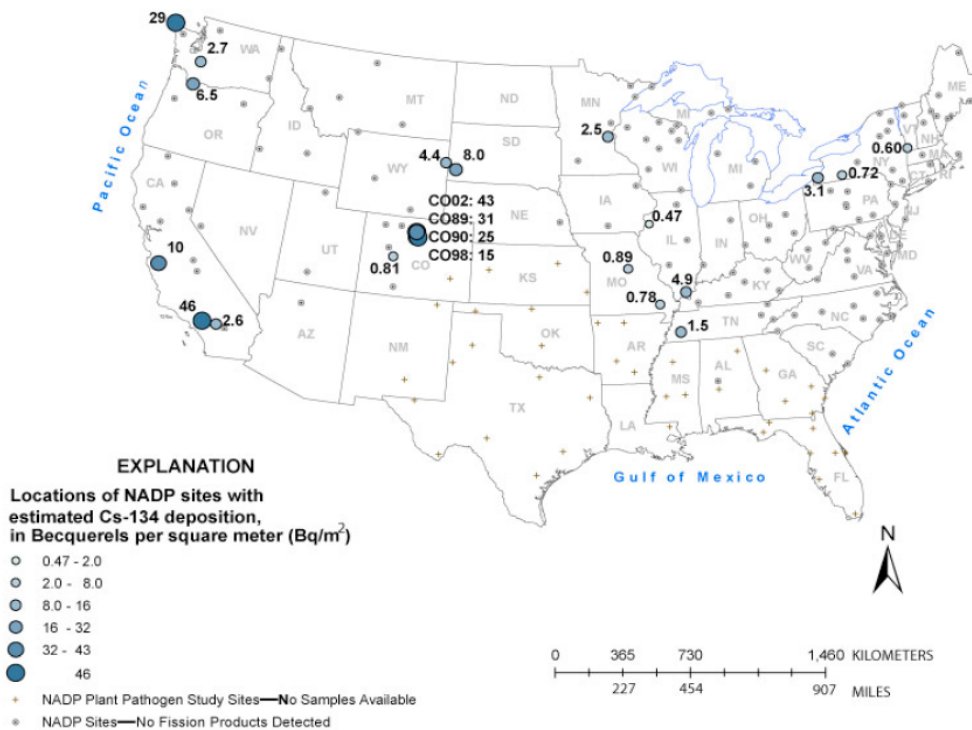 29
2.7
WA
6.5
OR
ID
MT
ND
MN
2.5
SD
4.4
8.0
WY
MI
WI
MI
ME
VT
NH
0.60
MA
NY
0.72
CT
RI
3.1
Pacific Ocean
CA
NV
UT
CO02: 43
CO89: 31
CO90: 25
CO98: 15
NE
IA
0.47
IL
IN
OH
PA
NJ
DE
MD
WV
VA
10
0.81
CO
KS
0.89
MO
4.9
KY
0.78
46
2.6
AZ
NM
OK
AR
1.5
TN
NC
SC
MS
AL
GA
TX
LA
FL
Atlantic Ocean
Gulf of Mexico
EXPLANATION
Locations of NADP sites with
estimated Cs-134 deposition,
in Becquerels per square meter (Bq/m²)
0.47 - 2.0
2.0 - 8.0
8.0 - 16
16 - 32
32 - 43
46
NADP Plant Pathogen Study Sites—No Samples Available
NADP Sites—No Fission Products Detected
N
0 365 730 1,460 KILOMETERS
227 454 907 MILES